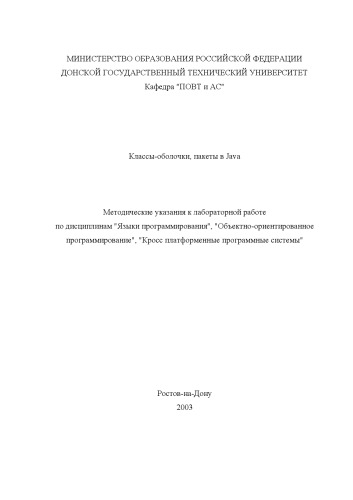 МИНИСТЕРСТВО ОБРАЗОВАНИЯ РОССИЙСКОЙ ФЕДЕРАЦИИ
ДОНСКОЙ ГОСУДАРСТВЕННЫЙ ТЕХНИЧЕСКИЙ УНИВЕРСИТЕТ
Кафедра "ПОВТ и АС"
Классы-оболочки, пакеты в Java
Методические указания к лабораторной работе
по дисциплинам "Языки программирования", "Объектно-ориентированное
программирование", "Кросс платформенные программные системы"
Ростов-на-Дону
2003